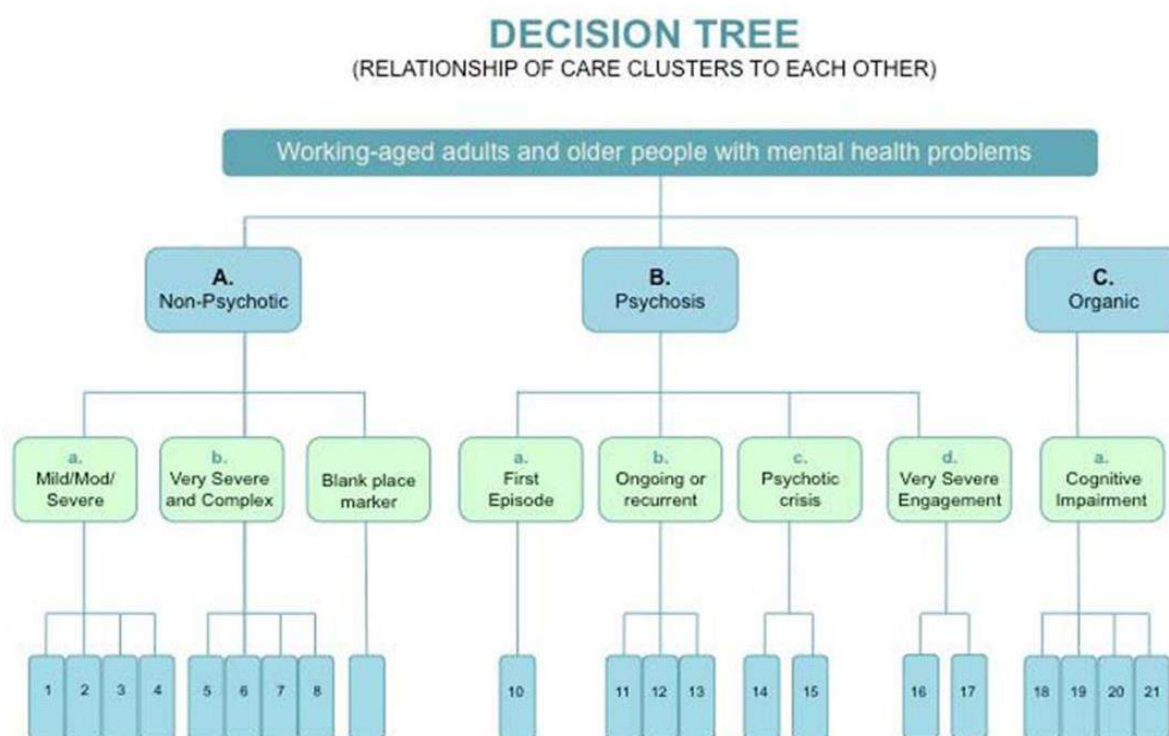 DECISION TREE
(RELATIONSHIP OF CARE CLUSTERS TO EACH OTHER)
Working-aged adults and older people with mental health problems
A.
Non-Psychotic
B.
Psychosis
C.
Organic
a.
Mild/Mod/
Severe
b.
Very Severe
and Complex
Blank place
marker
a.
First
Episode
b.
Ongoing or
recurrent
c.
Psychotic
crisis
d.
Very Severe
Engagement
a.
Cognitive
Impairment
1 2 3 4 5 6 7 8 10 11 12 13 14 15 16 17 18 19 20 21